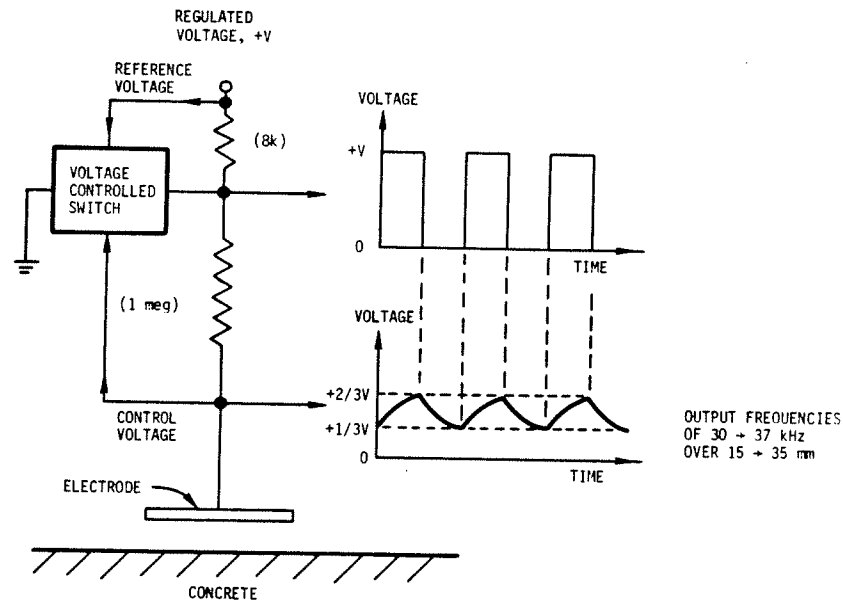 REGULATED
VOLTAGE, +V
REFERENCE
VOLTAGE
(8k)
VOLTAGE
CONTROLLED
SWITCH
(1 meg)
CONTROL
VOLTAGE
ELECTRODE
CONCRETE
VOLTAGE
+V
0
TIME
VOLTAGE
+2/3V
+1/3V
0
TIME
OUTPUT FREQUENCIES
OF 30 → 37 kHz
OVER 15 → 35 mm